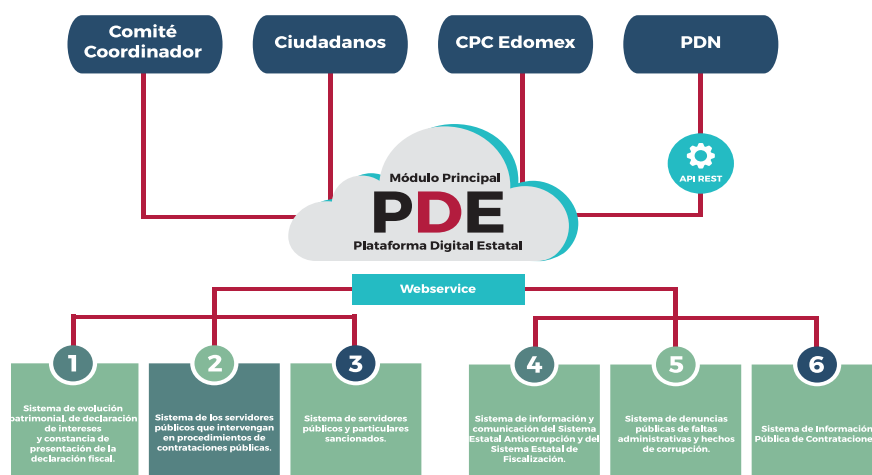 Comité
Coordinador
Ciudadanos
CPC Edomex
PDN
API REST
Módulo Principal
PDE
Plataforma Digital Estatal
Webservice
1
2
3
4
5
6
Sistema de evolución
patrimonial, de declaración
de intereses
y constancia de
presentación de la
declaración fiscal.
Sistema de los servidores
públicos que intervengan
en procedimientos de
contrataciones públicas.
Sistema de servidores
públicos y particulares
sancionados.
Sistema de información y
comunicación del Sistema
Estatal Anticorrupción y del
Sistema Estatal de
Fiscalización.
Sistema de denuncias
públicas de faltas
administrativas y hechos
de corrupción.
Sistema de Información
Pública de Contrataciones